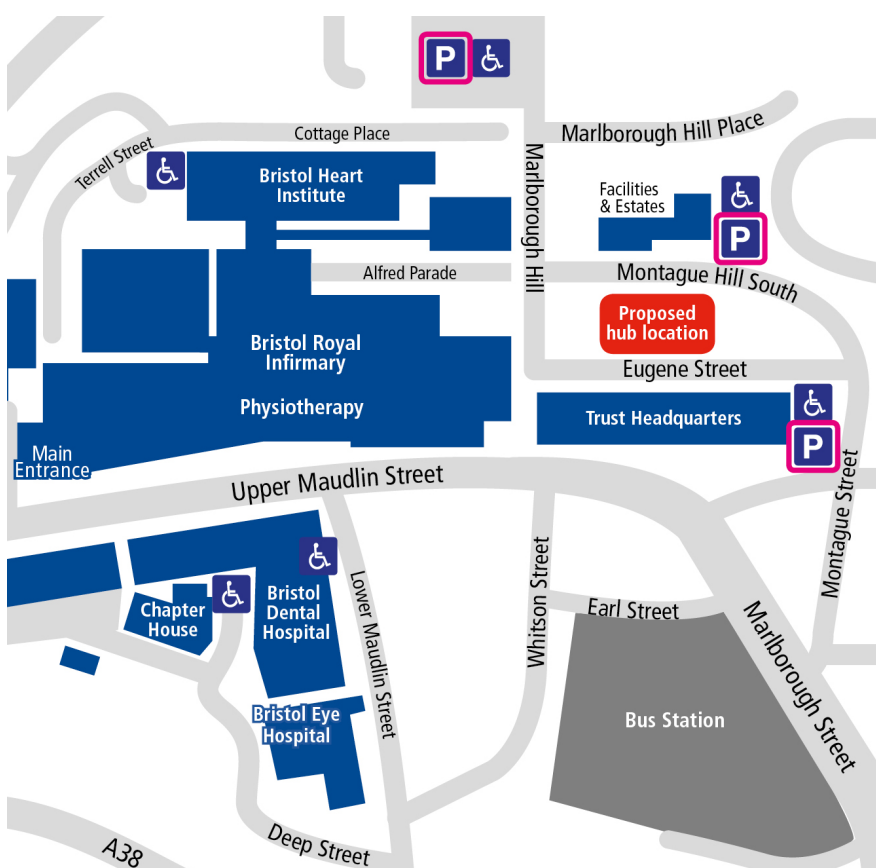 P
Cottage Place
Marlborough Hill Place
Terrell Street
Bristol Heart
Institute
Marlborough Hill
Facilities
& Estates
P
Alfred Parade
Montague Hill South
Proposed
hub location
Bristol Royal
Infirmary
Eugene Street
Physiotherapy
Trust Headquarters
P
Main
Entrance
Upper Maudlin Street
Montague Street
Whitson Street
Lower Maudlin Street
Chapter
House
Bristol
Dental
Hospital
Earl Street
Marlborough Street
Bristol Eye
Hospital
Bus Station
Deep Street
A38